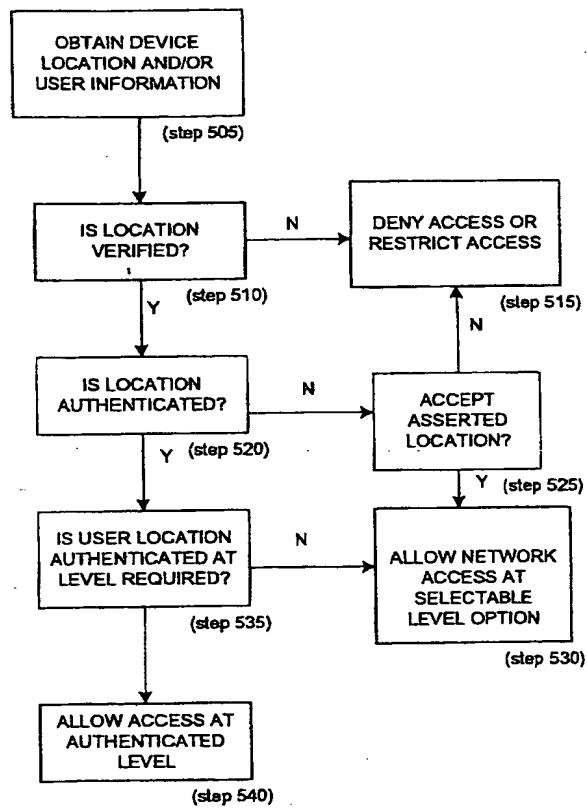 OBTAIN DEVICE
LOCATION AND/OR
USER INFORMATION
(step 505)
IS LOCATION
VERIFIED?
(step 510)
N
Y
DENY ACCESS OR
RESTRICT ACCESS
(step 515)
N
IS LOCATION
AUTHENTICATED?
(step 520)
N
Y
ACCEPT
ASSERTED
LOCATION?
(step 525)
Y
IS USER LOCATION
AUTHENTICATED AT
LEVEL REQUIRED?
(step 535)
N
ALLOW NETWORK
ACCESS AT
SELECTABLE
LEVEL OPTION
(step 530)
ALLOW ACCESS AT
AUTHENTICATED
LEVEL
(step 540)